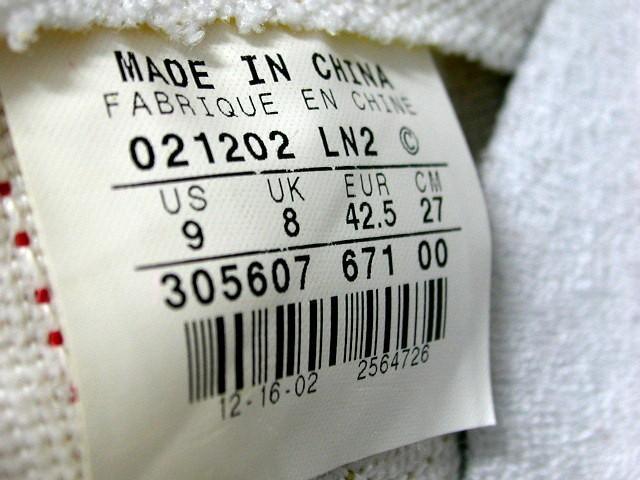 MADE IN CHINA
FABRIQUE EN CHINE
021202 LN2 ©
US UK EUR CM
9 8 42.5 27
305607 671 00
12-16-02 2564726